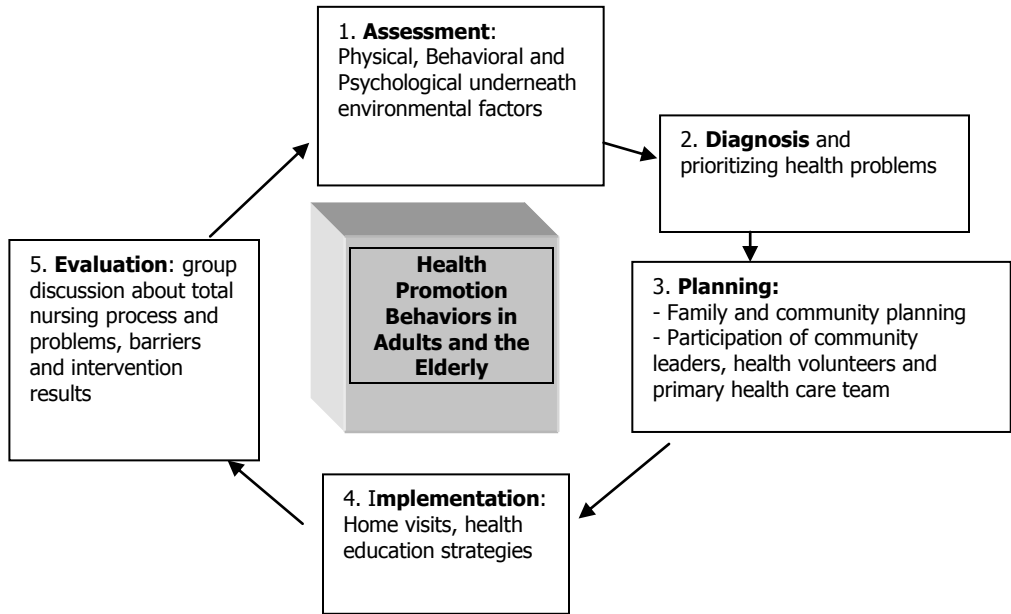 1. Assessment:
Physical, Behavioral and
Psychological underneath
environmental factors
2. Diagnosis and
prioritizing health problems
3. Planning:
- Family and community planning
- Participation of community
leaders, health volunteers and
primary health care team
4. Implementation:
Home visits, health
education strategies
5. Evaluation: group
discussion about total
nursing process and
problems, barriers
and intervention
results
Health
Promotion
Behaviors in
Adults and the
Elderly